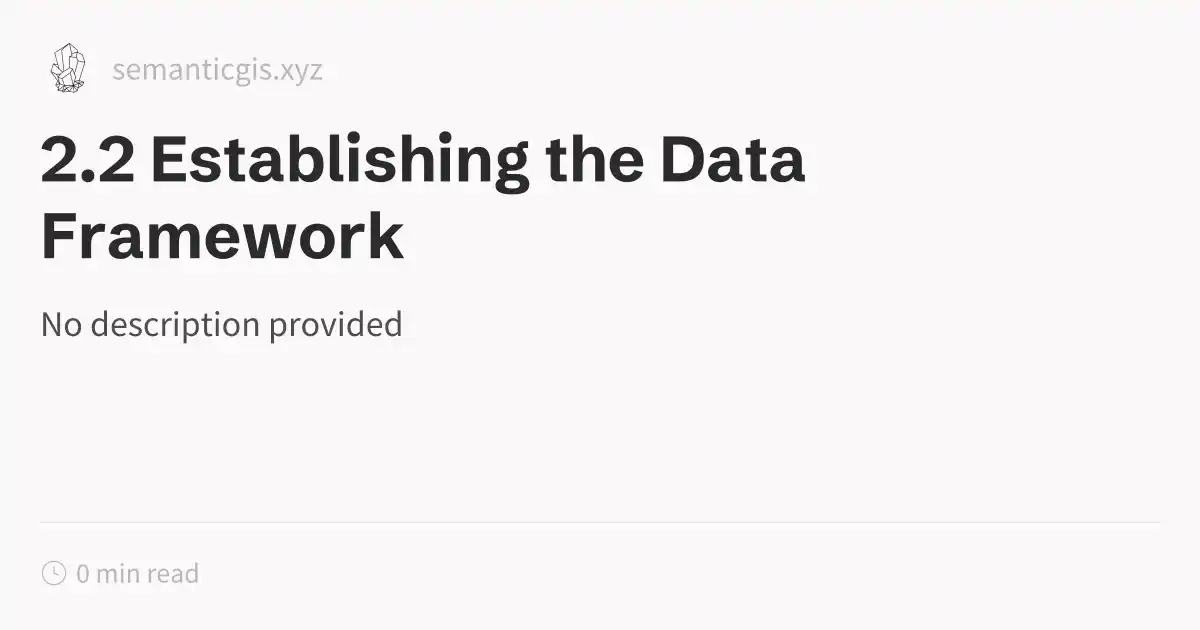 semanticgis.xyz
2.2 Establishing the Data
Framework
No description provided
0 min read